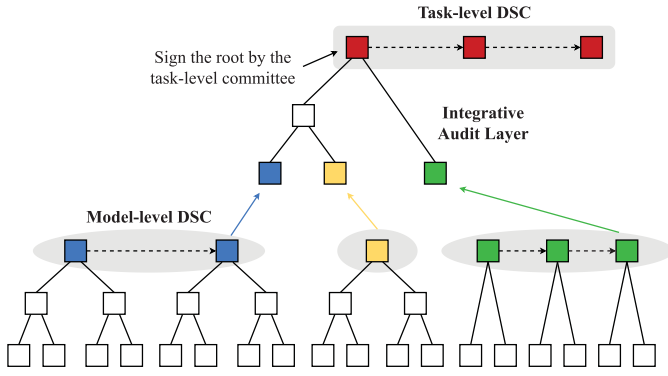 Task-level DSC
Sign the root by the
task-level committee
Integrative
Audit Layer
Model-level DSC